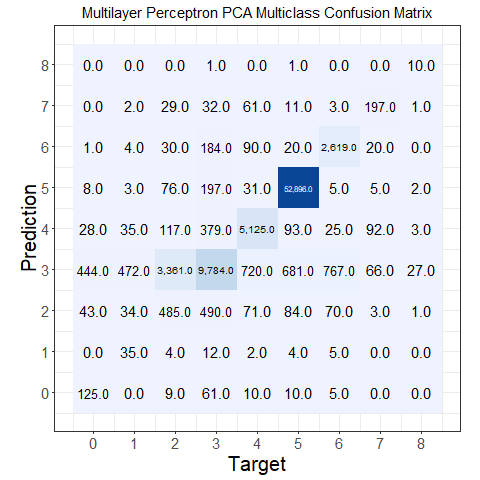 Multilayer Perceptron PCA Multiclass Confusion Matrix
8 0.0 0.0 0.0 1.0 0.0 1.0 0.0 0.0 10.0
7 0.0 2.0 29.0 32.0 61.0 11.0 3.0 197.0 1.0
6 1.0 4.0 30.0 184.0 90.0 20.0 2,619.0 20.0 0.0
5 8.0 3.0 76.0 197.0 31.0 52,896.0 5.0 5.0 2.0
4 28.0 35.0 117.0 379.0 5,125.0 93.0 25.0 92.0 3.0
3 444.0 472.0 3,361.0 9,784.0 720.0 681.0 767.0 66.0 27.0
2 43.0 34.0 485.0 490.0 71.0 84.0 70.0 3.0 1.0
1 0.0 35.0 4.0 12.0 2.0 4.0 5.0 0.0 0.0
0 125.0 0.0 9.0 61.0 10.0 10.0 5.0 0.0 0.0
0 1 2 3 4 5 6 7 8
Target
Prediction